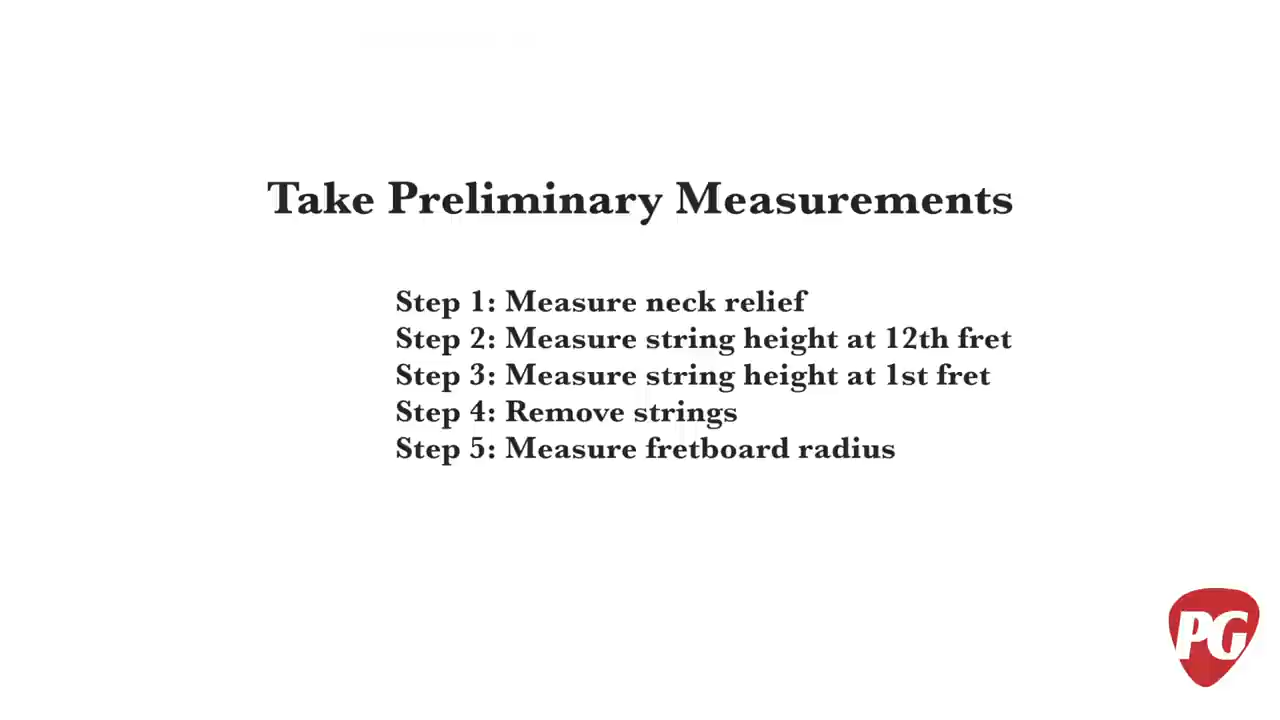 Take Preliminary Measurements
Step 1: Measure neck relief
Step 2: Measure string height at 12th fret
Step 3: Measure string height at 1st fret
Step 4: Remove strings
Step 5: Measure fretboard radius
PG